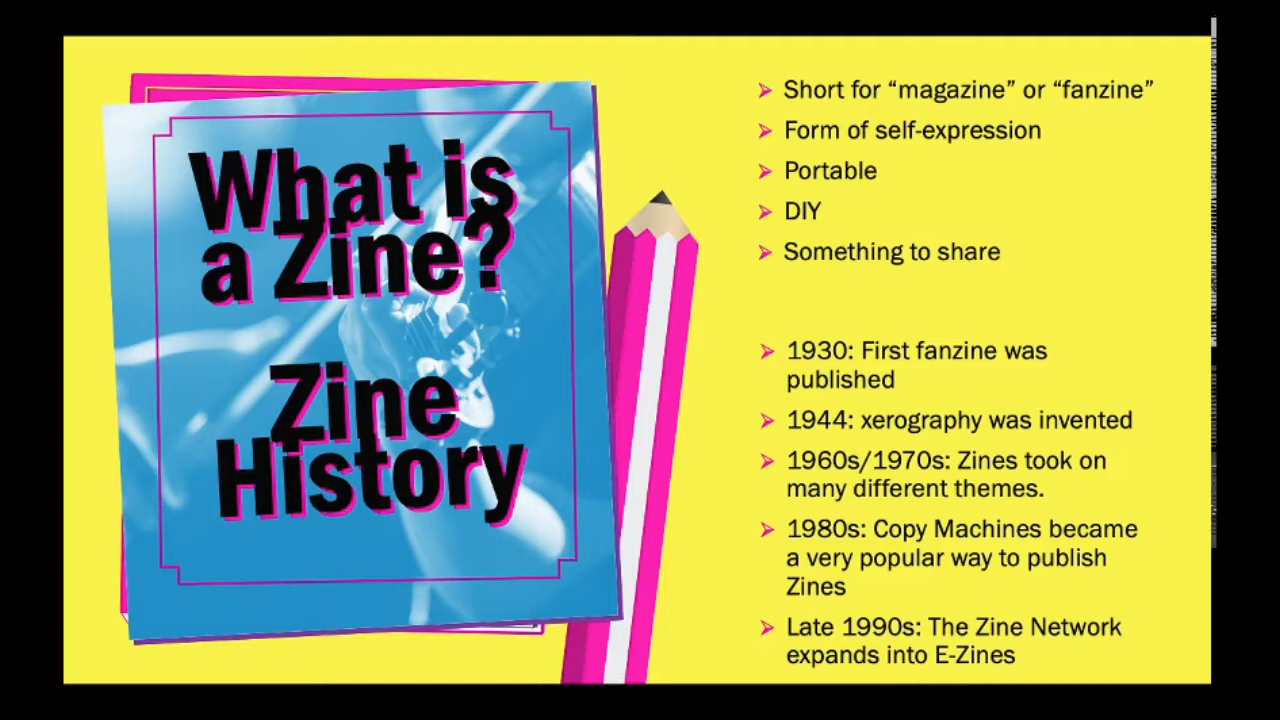 What is
a Zine?
Zine
History
Short for “magazine” or “fanzine”
Form of self-expression
Portable
DIY
Something to share
1930: First fanzine was
published
1944: xerography was invented
1960s/1970s: Zines took on
many different themes.
1980s: Copy Machines became
a very popular way to publish
Zines
Late 1990s: The Zine Network
expands into E-Zines